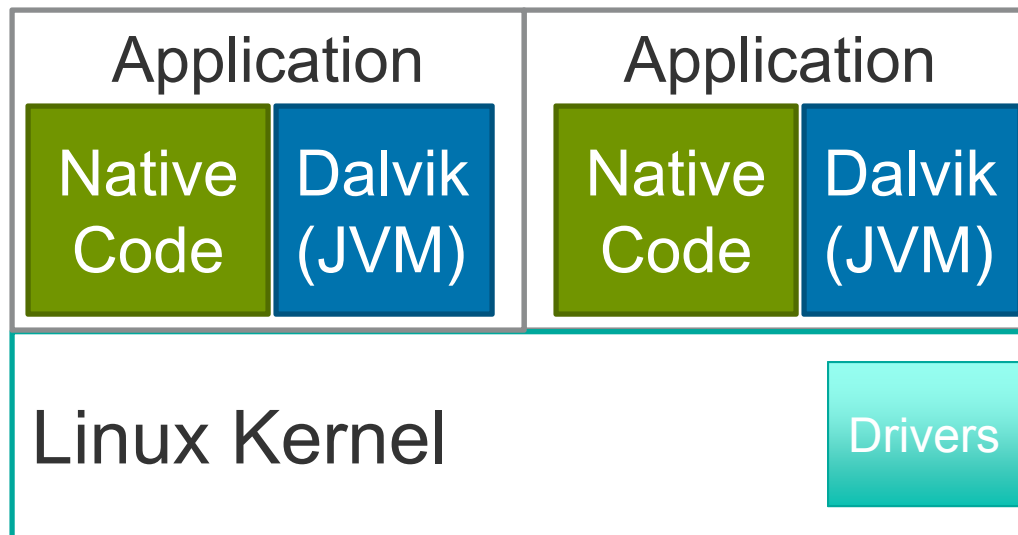 Application
Native
Code
Dalvik
(JVM)
Application
Native
Code
Dalvik
(JVM)
Linux Kernel
Drivers